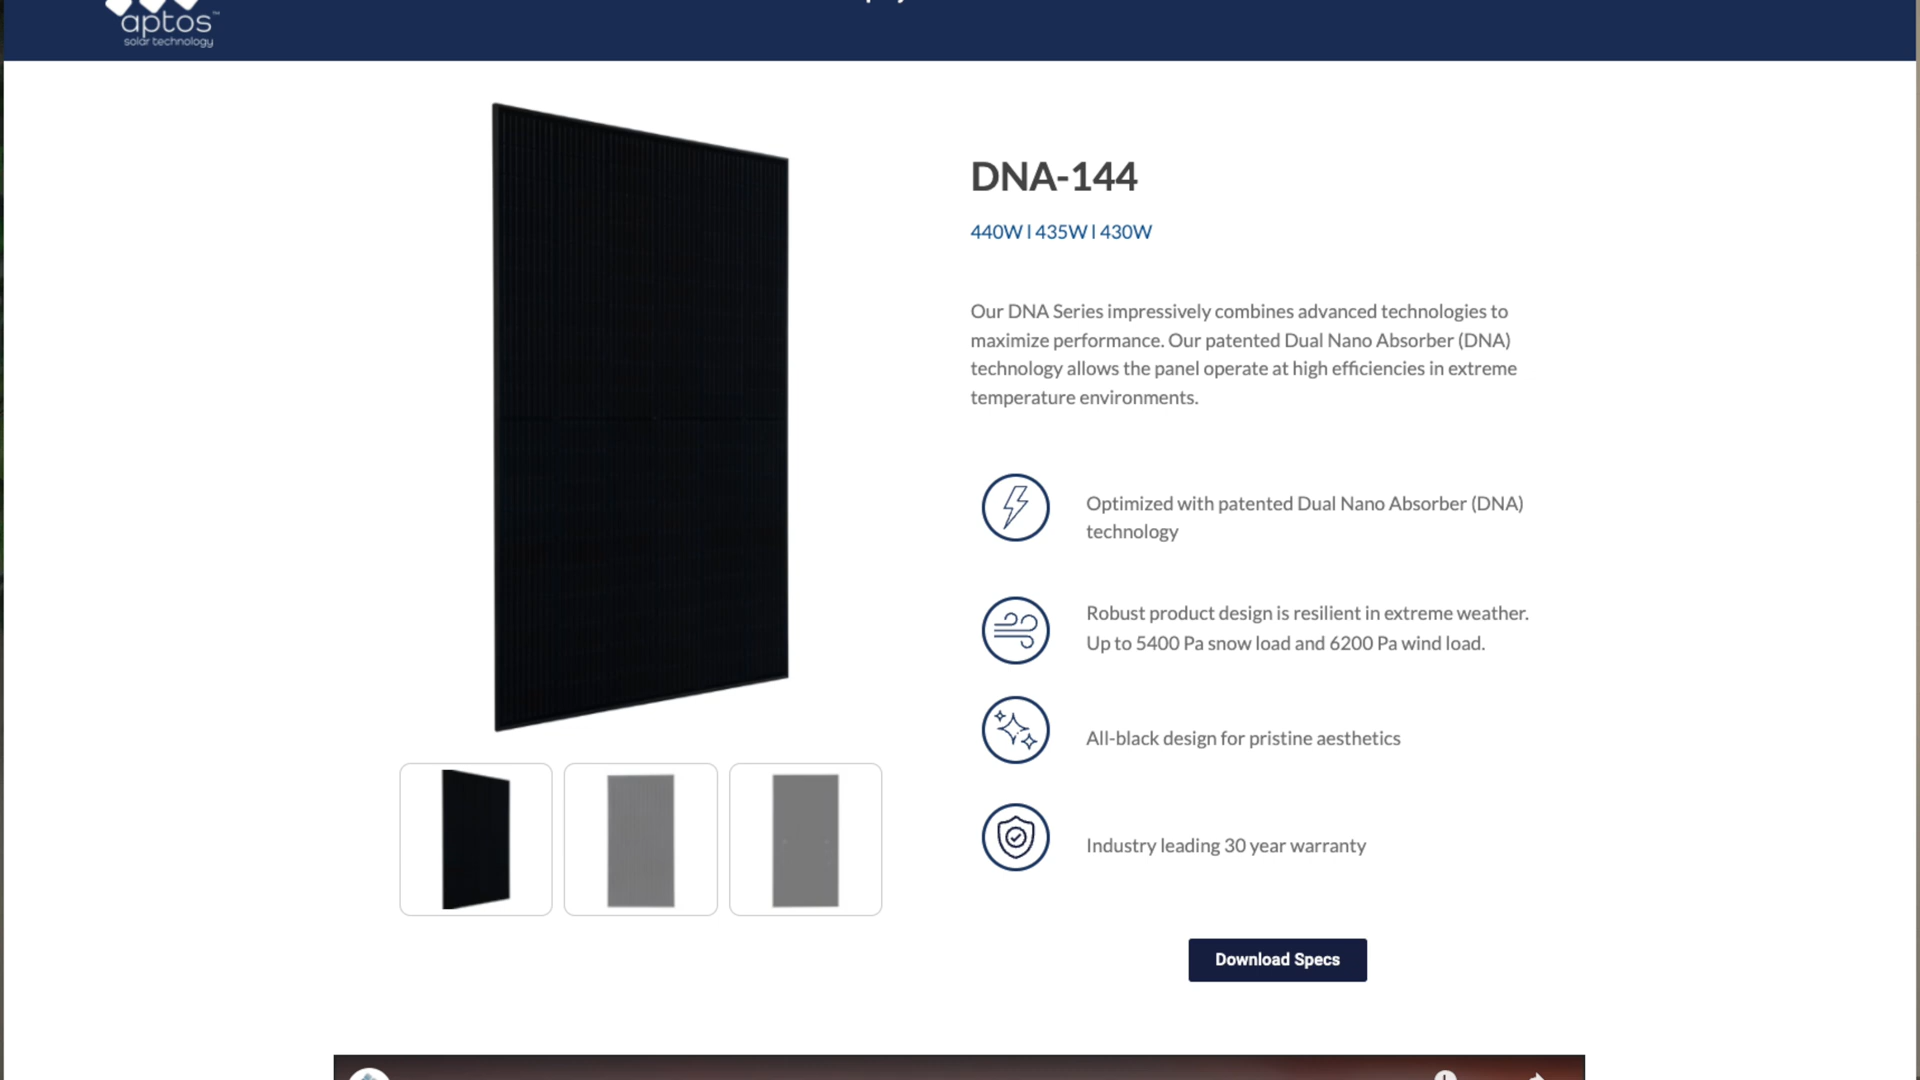 aptos™
solar technology
DNA-144
440W | 435W | 430W
Our DNA Series impressively combines advanced technologies to
maximize performance. Our patented Dual Nano Absorber (DNA)
technology allows the panel operate at high efficiencies in extreme
temperature environments.
Optimized with patented Dual Nano Absorber (DNA)
technology
Robust product design is resilient in extreme weather.
Up to 5400 Pa snow load and 6200 Pa wind load.
All-black design for pristine aesthetics
Industry leading 30 year warranty
Download Specs